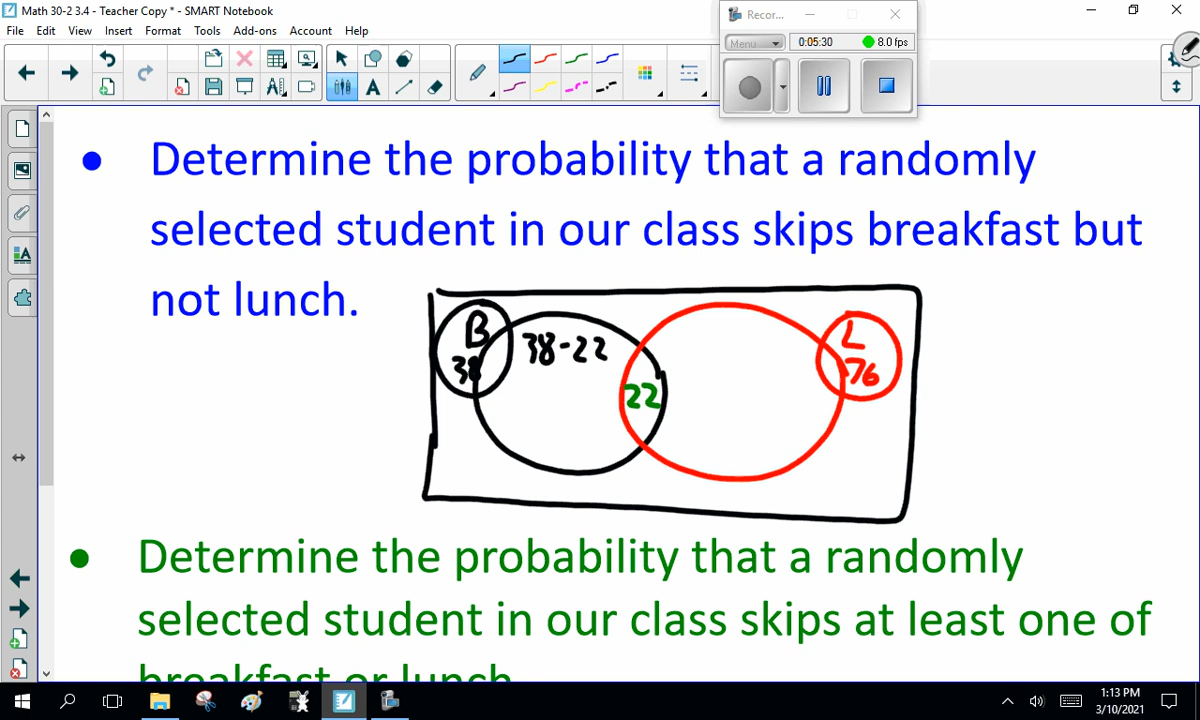 Math 30-2 3.4 - Teacher Copy * - SMART Notebook
Recor...
File Edit View Insert Format Tools Add-ons Account Help
Menu 0:05:30 8.0 fps
Determine the probability that a randomly
selected student in our class skips breakfast but
not lunch.
B 38-22 L
38 76
22
Determine the probability that a randomly
selected student in our class skips at least one of
breakfast or lunch
1:13 PM
3/10/2021